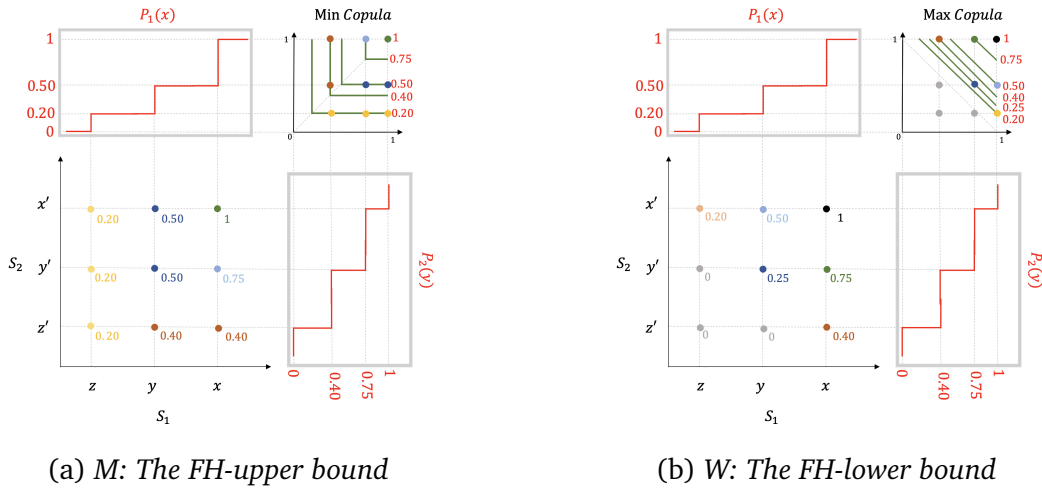 P₁(x)
Min Copula
1
0.50
0.20
0
1
0
1
1
0.75
0.50
0.40
0.20
x′
y′
z′
S₂
0.20
0.50
1
0.20
0.50
0.75
0.20
0.40
0.40
z
y
x
S₁
P₂(y)
0
0.40
0.75
1
(a) M: The FH-upper bound
P₁(x)
Max Copula
1
0.50
0.20
0
1
0
1
1
0.75
0.50
0.40
0.25
0.20
x′
y′
z′
S₂
0.20
0.50
1
0
0.25
0.75
0
0
0.40
z
y
x
S₁
P₂(y)
0
0.40
0.75
1
(b) W: The FH-lower bound